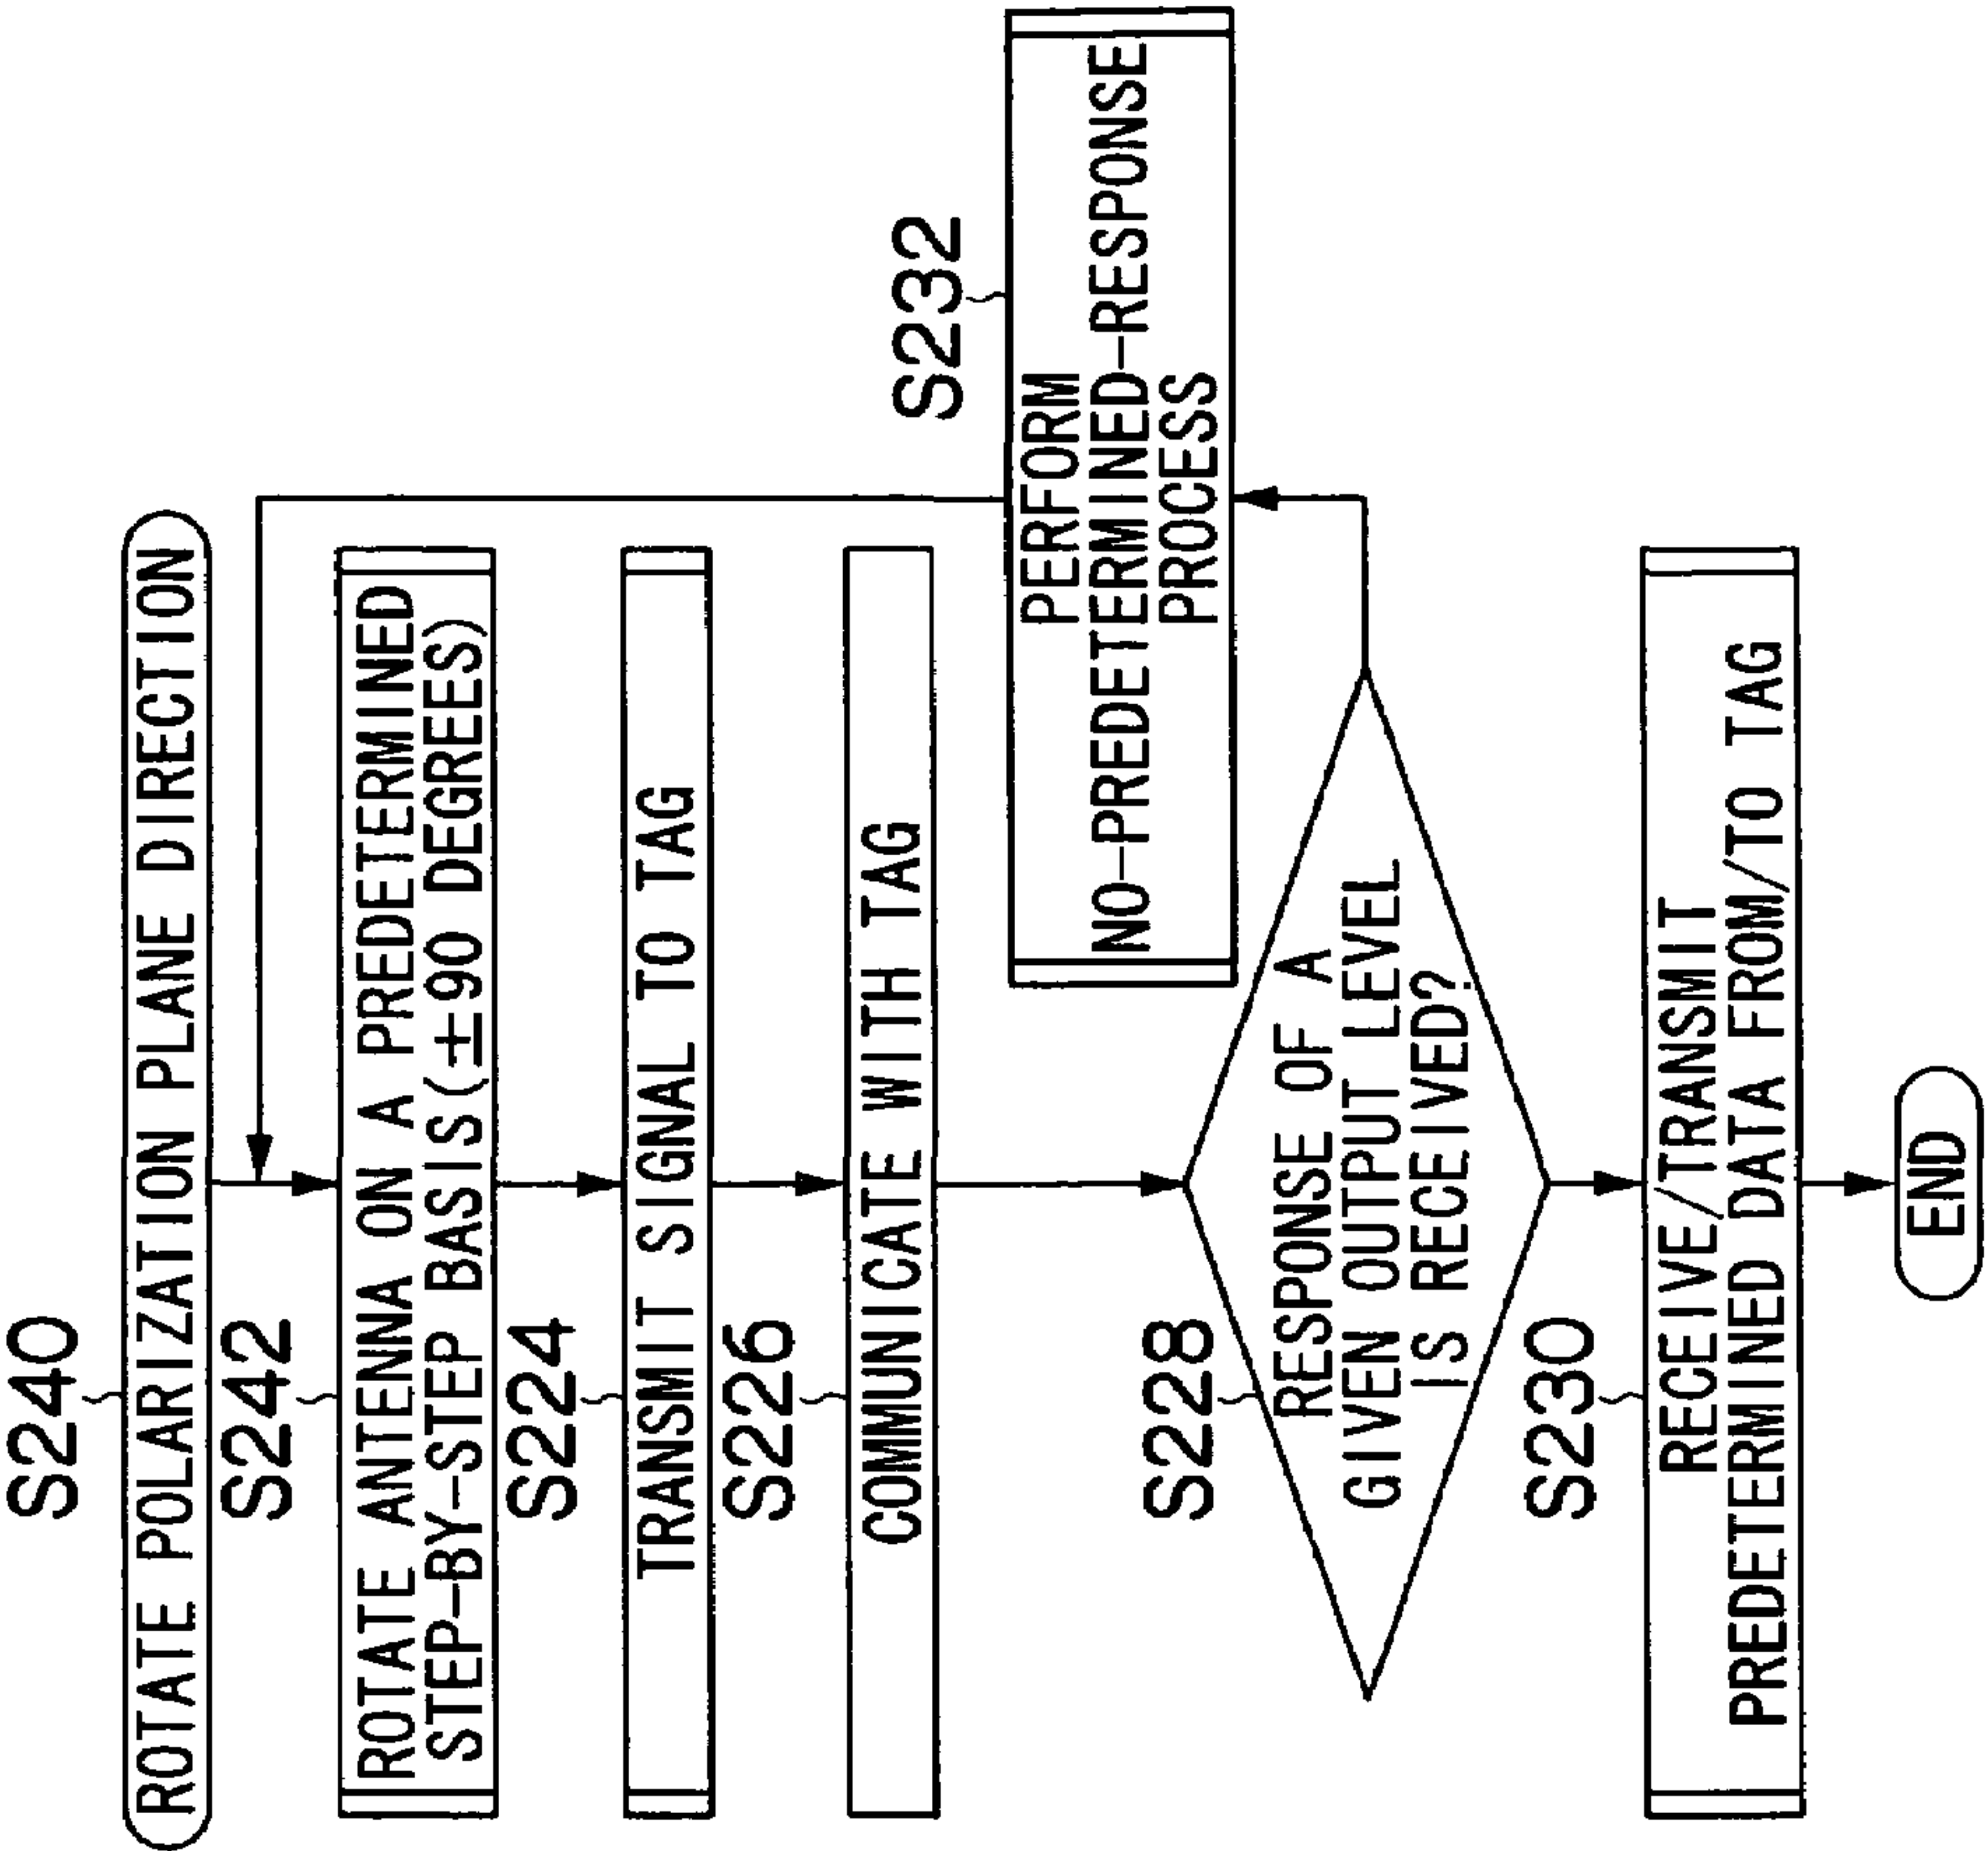 S240
ROTATE POLARIZATION PLANE DIRECTION
S242
ROTATE ANTENNA ON A PREDETERMINED
STEP-BY-STEP BASIS(±90 DEGREES)
S224
TRANSMIT SIGNAL TO TAG
S226
COMMUNICATE WITH TAG
S228
RESPONSE OF A
GIVEN OUTPUT LEVEL
IS RECEIVED?
S232
PERFORM
NO-PREDETERMINED-RESPONSE
PROCESS
S230
RECEIVE/TRANSMIT
PREDETERMINED DATA FROM/TO TAG
END